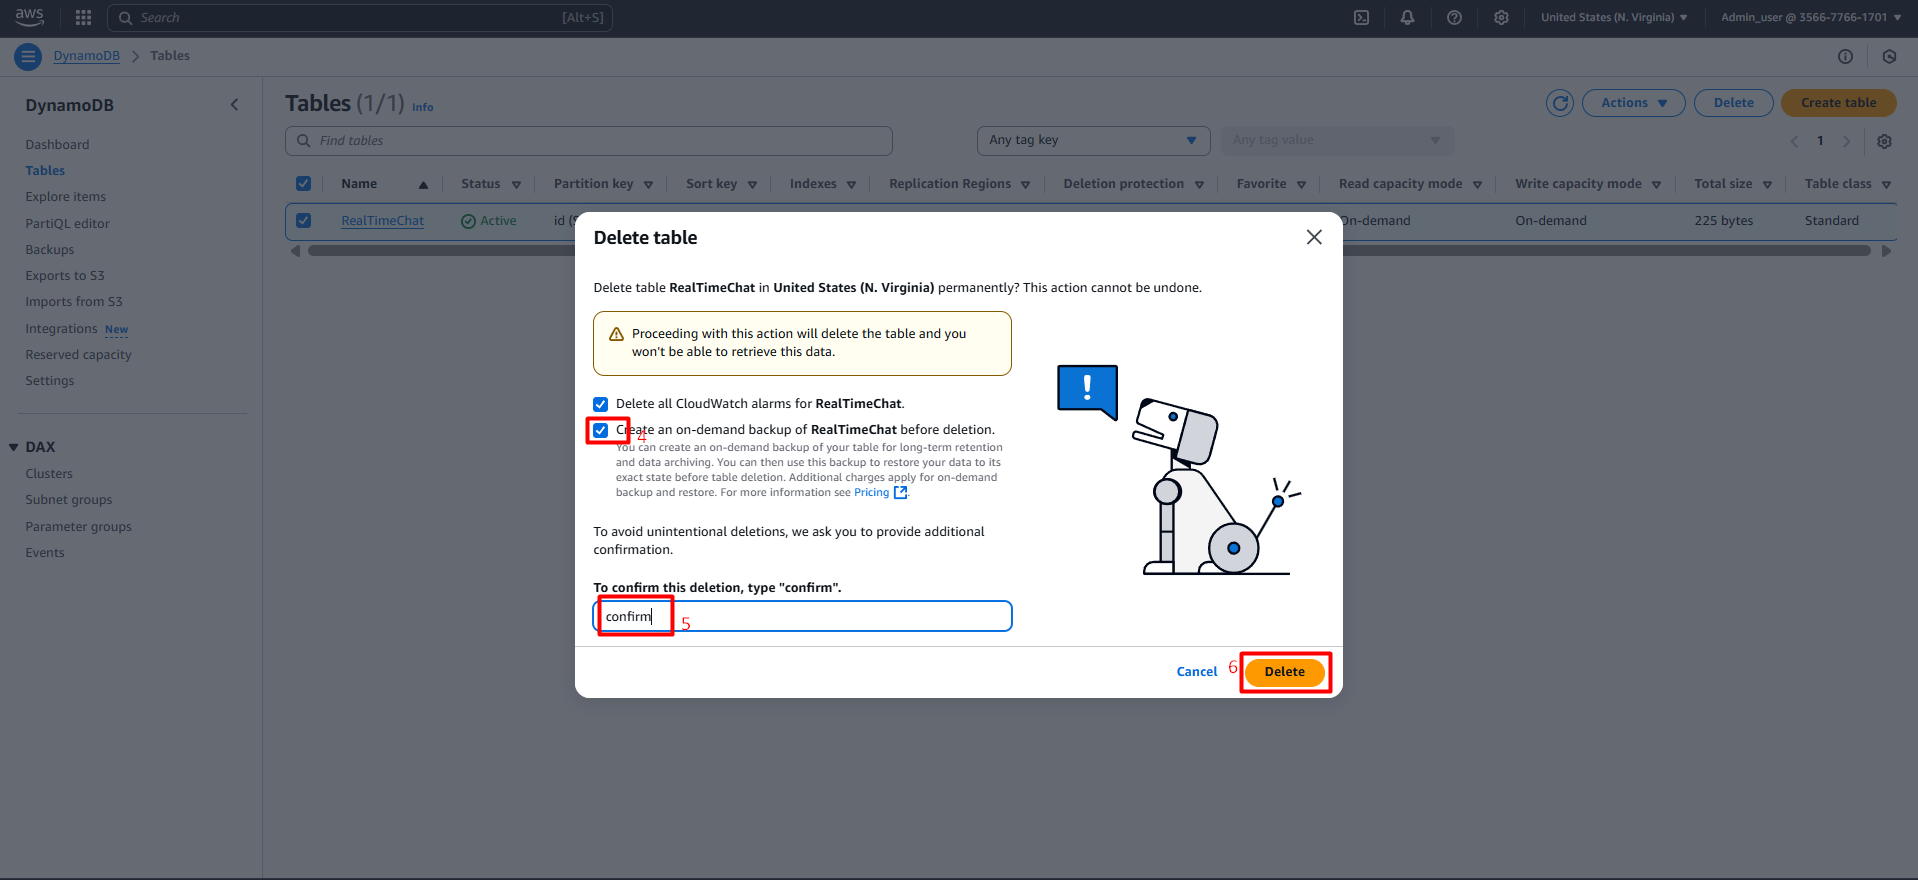 aws
Search
[Alt+S]
United States (N. Virginia)
Admin_user @ 3566-7766-1701
DynamoDB
Tables
DynamoDB
Dashboard
Tables
Explore items
PartiQL editor
Backups
Exports to S3
Imports from S3
Integrations New
Reserved capacity
Settings
DAX
Clusters
Subnet groups
Parameter groups
Events
Tables (1/1) Info
Actions
Delete
Create table
Find tables
Any tag key
Any tag value
1
Name Status Partition key Sort key Indexes Replication Regions Deletion protection Favorite Read capacity mode Write capacity mode Total size Table class
RealTimeChat Active id ( On-demand On-demand 225 bytes Standard
Delete table
Delete table RealTimeChat in United States (N. Virginia) permanently? This action cannot be undone.
Proceeding with this action will delete the table and you
won't be able to retrieve this data.
!
Delete all CloudWatch alarms for RealTimeChat.
Create an on-demand backup of RealTimeChat before deletion.
4
You can create an on-demand backup of your table for long-term retention
and data archiving. You can then use this backup to restore your data to its
exact state before table deletion. Additional charges apply for on-demand
backup and restore. For more information see Pricing.
To avoid unintentional deletions, we ask you to provide additional
confirmation.
To confirm this deletion, type "confirm".
confirm
5
Cancel
6
Delete